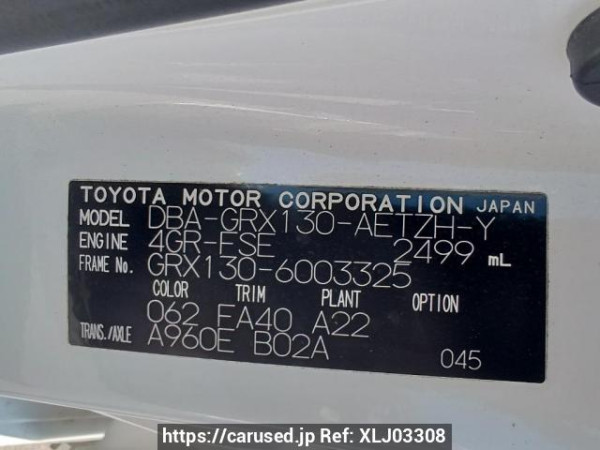 TOYOTA MOTOR CORPORATION JAPAN
MODEL DBA-GRX130-AETZH-Y
ENGINE 4GR-FSE 2499 mL
FRAME No. GRX130-6003325
COLOR TRIM PLANT OPTION
062 FA40 A22
TRANS./AXLE A960E B02A 045
https://carused.jp Ref: XLJ03308